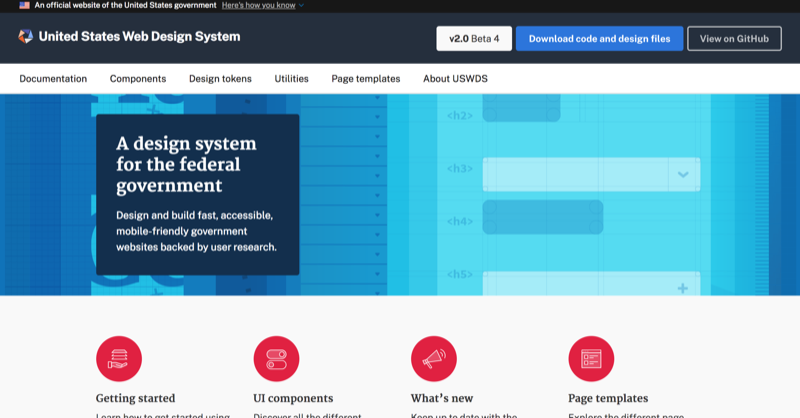 An official website of the United States government Here's how you know
United States Web Design System
v2.0 Beta 4
Download code and design files
View on GitHub
Documentation
Components
Design tokens
Utilities
Page templates
About USWDS
A design system
for the federal
government
Design and build fast, accessible,
mobile-friendly government
websites backed by user research.
<h2>
<h3>
<h4>
<h5>
Getting started
UI components
What's new
Page templates
Learn how to get started using
Discover all the different
Keep up to date with the
Explore the different page